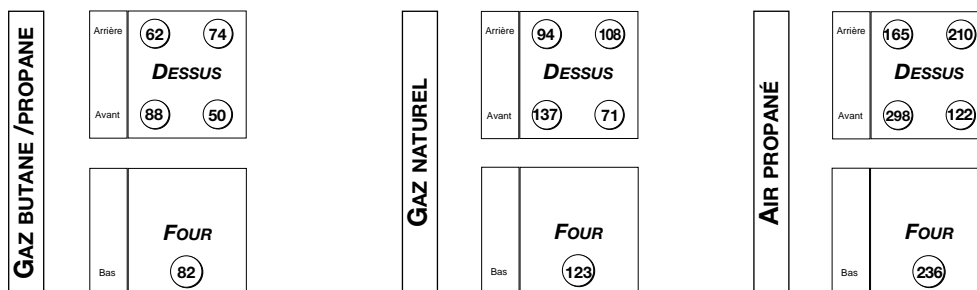 GAZ BUTANE /PROPANE
Arrière 62 74
DESSUS
Avant 88 50
FOUR
Bas 82
GAZ NATUREL
Arrière 94 108
DESSUS
Avant 137 71
FOUR
Bas 123
AIR PROPANÉ
Arrière 165 210
DESSUS
Avant 298 122
FOUR
Bas 236